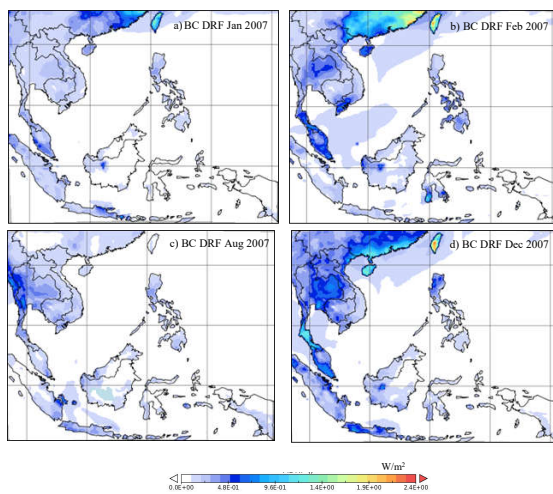 a) BC DRF Jan 2007
b) BC DRF Feb 2007
c) BC DRF Aug 2007
d) BC DRF Dec 2007
W/m²
0.0E+00 4.8E-01 9.6E-01 1.4E+00 1.9E+00 2.4E+00